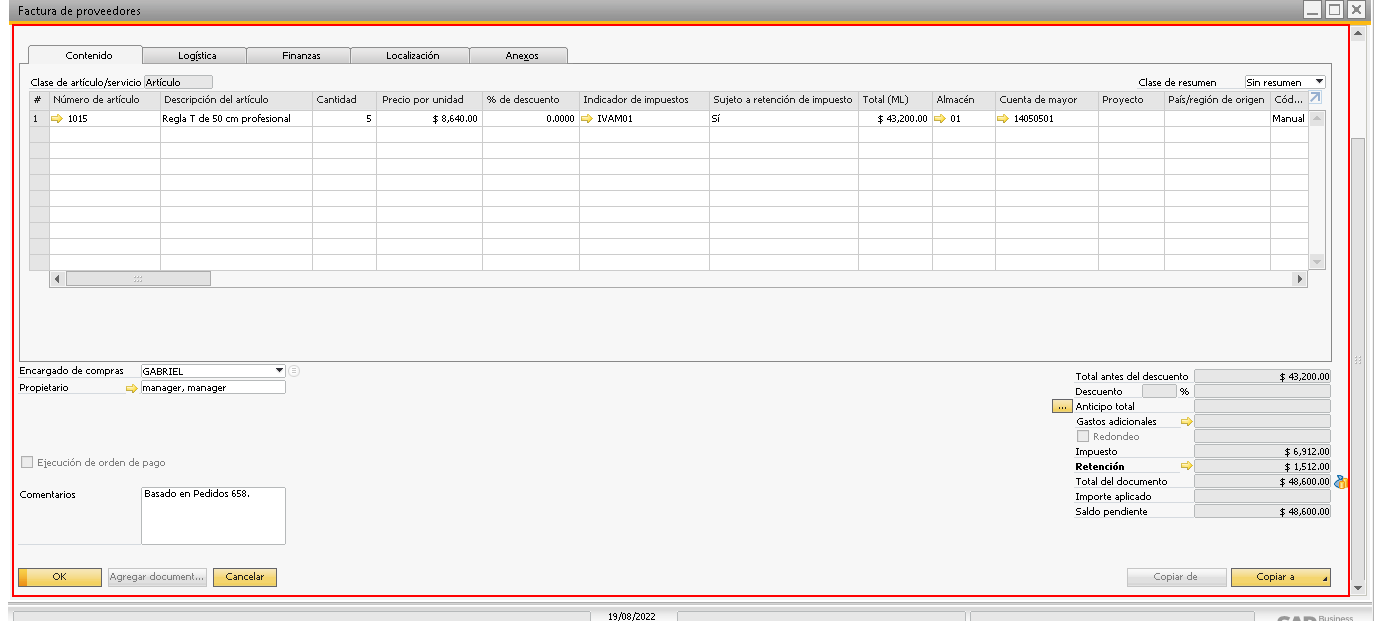 Factura de proveedores
Contenido Logística Finanzas Localización Anexos
Clase de artículo/servicio Artículo Clase de resumen Sin resumen
# Número de artículo Descripción del artículo Cantidad Precio por unidad % de descuento Indicador de impuestos Sujeto a retención de impuesto Total (ML) Almacén Cuenta de mayor Proyecto País/región de origen Cód...
1 1015 Regla T de 50 cm profesional 5 $ 8,640.00 0.0000 IVAM01 Sí $ 43,200.00 01 14050501 Manual
Encargado de compras GABRIEL
Propietario manager, manager
Total antes del descuento $ 43,200.00
Descuento %
... Anticipo total
Gastos adicionales
Redondeo
Impuesto $ 6,912.00
Retención $ 1,512.00
Total del documento $ 48,600.00
Importe aplicado
Saldo pendiente $ 48,600.00
Ejecución de orden de pago
Comentarios Basado en Pedidos 658.
OK Agregar document... Cancelar Copiar de Copiar a
19/08/2022 SAP Business